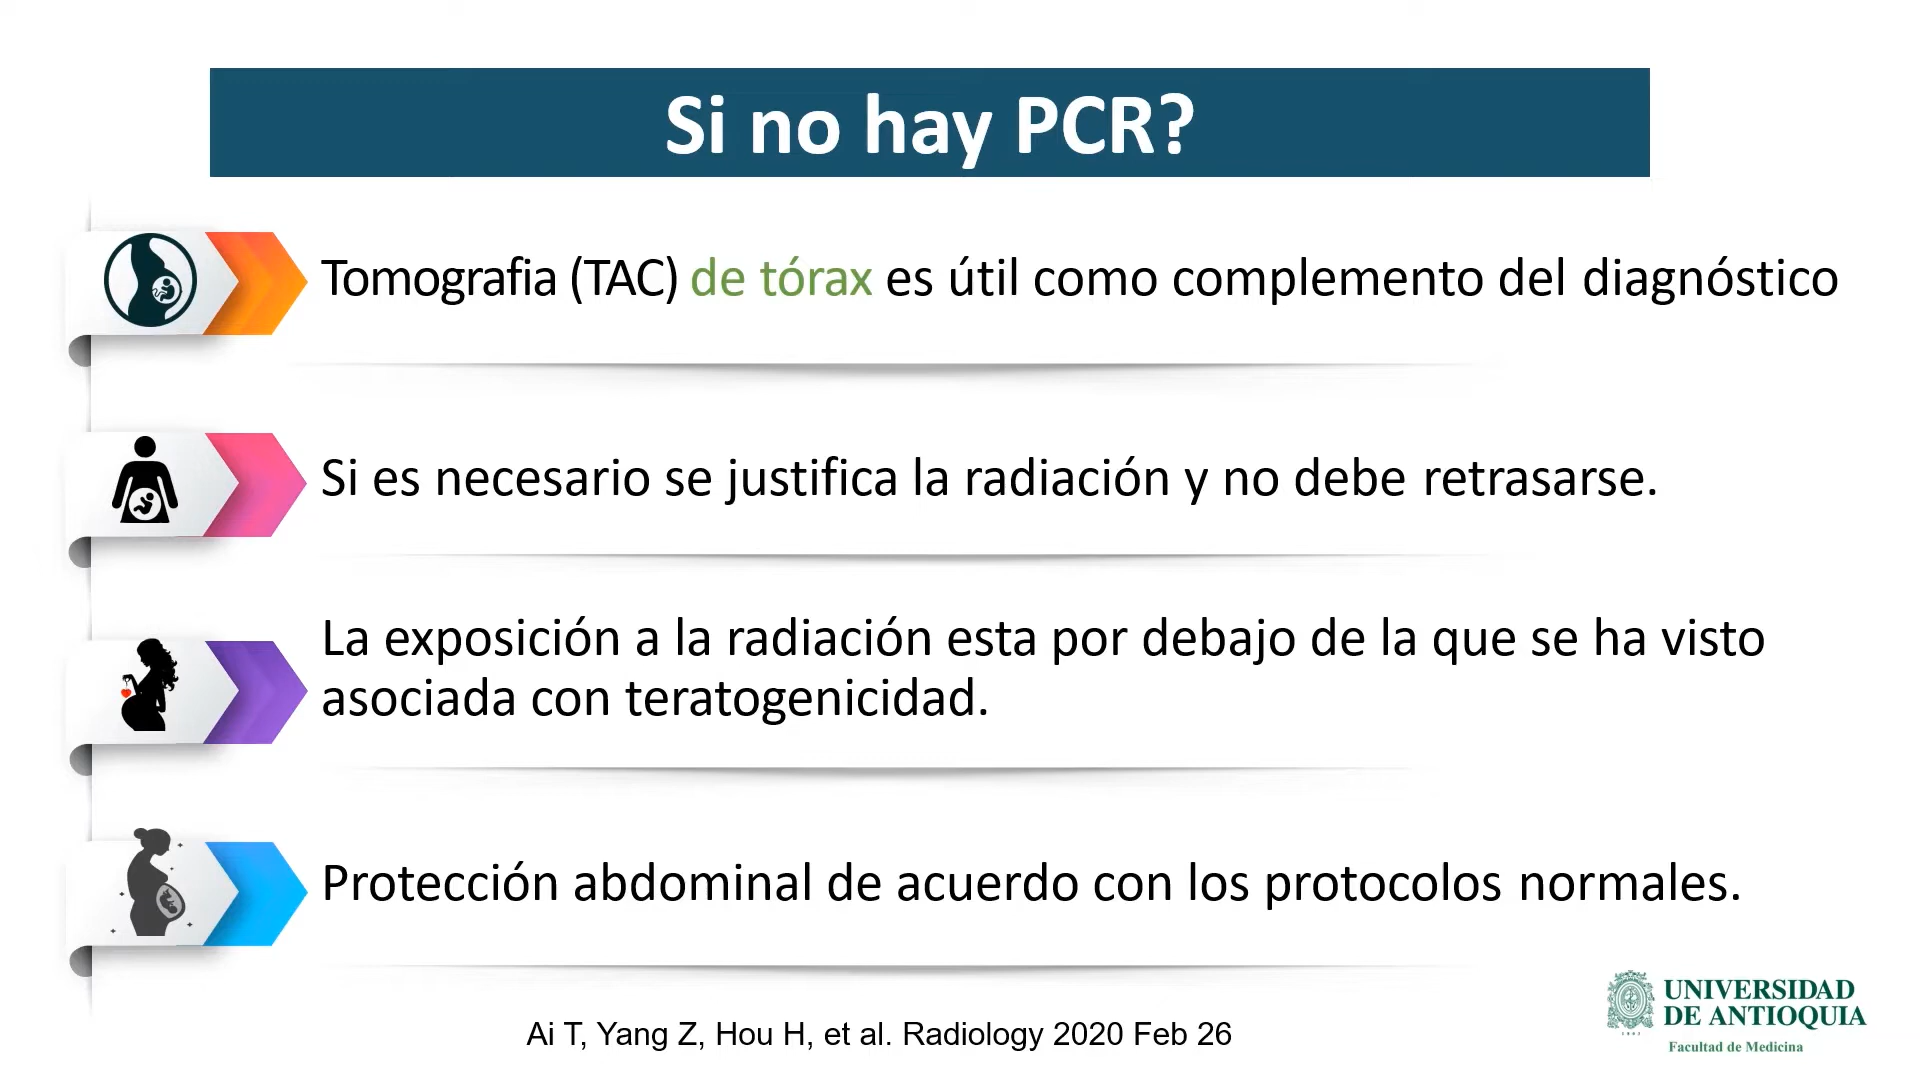 Si no hay PCR?
Tomografia (TAC) de tórax es útil como complemento del diagnóstico
Si es necesario se justifica la radiación y no debe retrasarse.
La exposición a la radiación esta por debajo de la que se ha visto
asociada con teratogenicidad.
Protección abdominal de acuerdo con los protocolos normales.
Ai T, Yang Z, Hou H, et al. Radiology 2020 Feb 26
UNIVERSIDAD
DE ANTIOQUIA
Facultad de Medicina